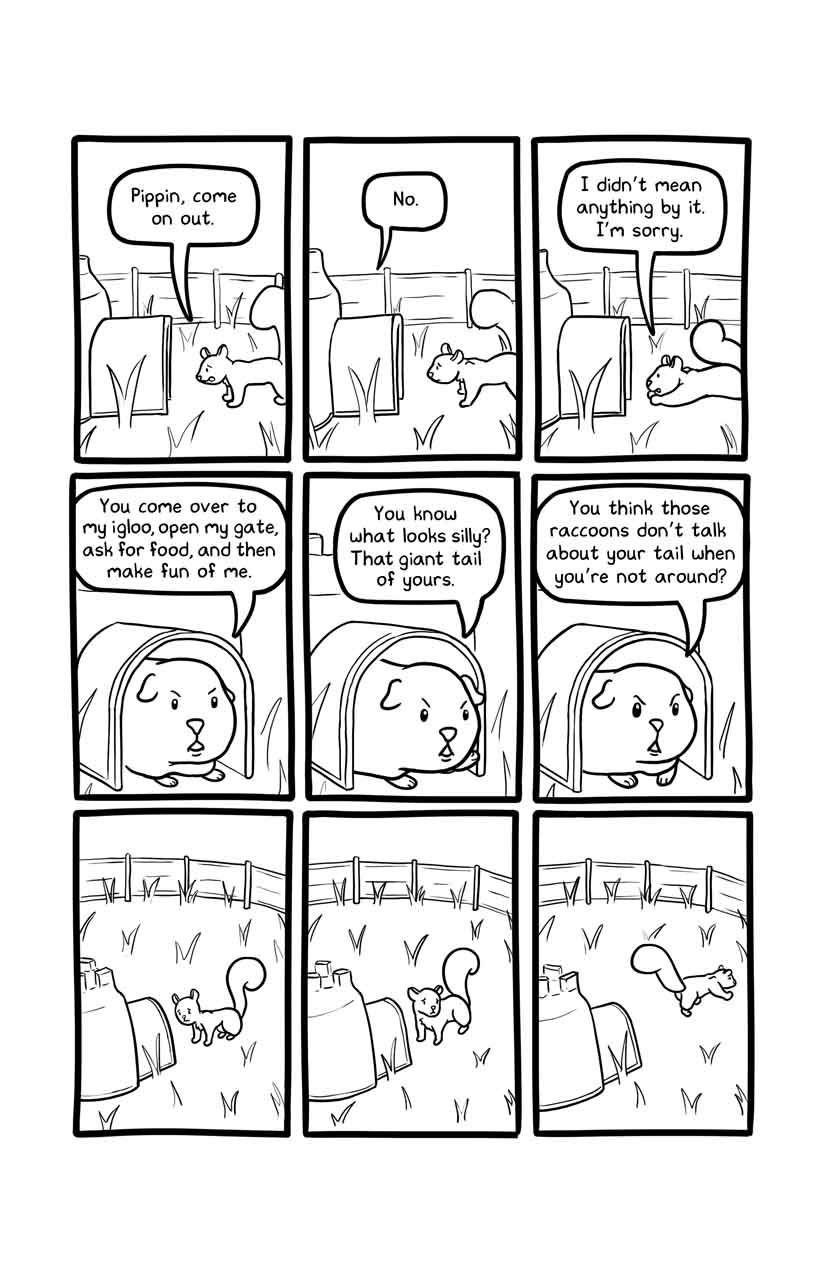 Pippin, come
on out.
No.
I didn't mean
anything by it.
I'm sorry.
You come over to
my igloo, open my gate,
ask for food, and then
make fun of me.
You know
what looks silly?
That giant tail
of yours.
You think those
raccoons don't talk
about your tail when
you're not around?